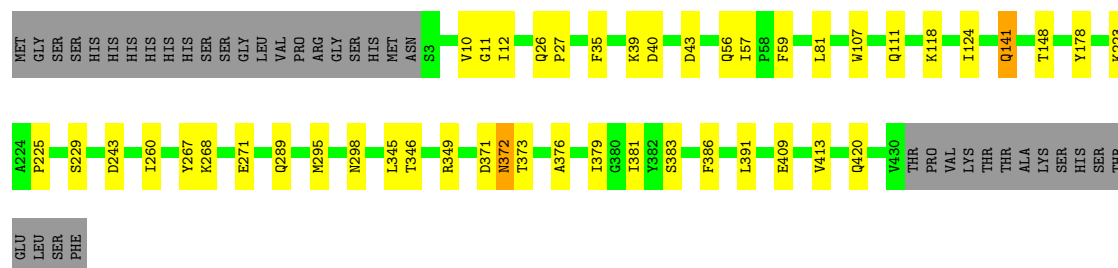 MET GLY SER SER HIS HIS HIS HIS HIS HIS SER SER GLY LEU VAL PRO ARG GLY SER HIS MET ASN S3 V10 G11 I12 Q26 P27 F35 K39 D40 D43 Q56 I57 P58 F59 L81 W107 Q111 K118 I124 Q141 T148 Y178 K223
A224 P225 S229 D243 I260 Y267 K268 E271 Q289 M295 N298 L345 T346 R349 D371 N372 T373 A376 I379 G380 I381 Y382 S383 F386 L391 E409 V413 Q420 V430 THR PRO VAL LYS THR THR ALA LYS SER HIS SER THR
GLU LEU SER PHE